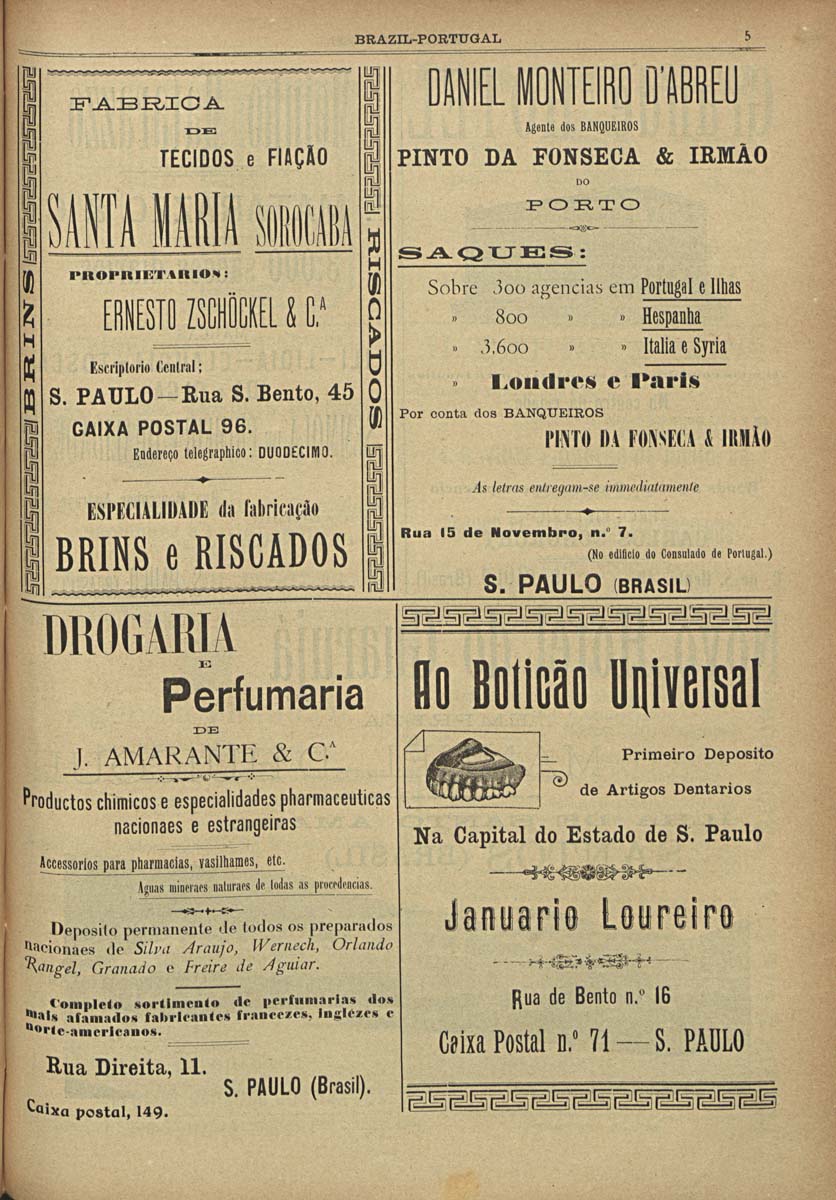 BRAZIL-PORTUGAL 5
FABRICA
DE
TECIDOS e FIAÇÃO
SANTA MARIA SOROCABA
PROPRIETARIOS:
ERNESTO ZSCHÖCKEL & C.A
Escriptorio Central;
S. PAULO—Rua S. Bento, 45
CAIXA POSTAL 96.
Endereço telegraphico: DUODECIMO.
ESPECIALIDADE da fabricação
BRINS e RISCADOS
BRINS
RISCADOS
DANIEL MONTEIRO D'ABREU
Agente dos BANQUEIROS
PINTO DA FONSECA & IRMÃO
DO
PORTO
SAQUES:
Sobre 300 agencias em Portugal e Ilhas
» 800 » » Hespanha
» 3.600 » » Italia e Syria
» Londres e Paris
Por conta dos BANQUEIROS
PINTO DA FONSECA & IRMÃO
As letras entregam-se immediatamente
Rua 15 de Novembro, n.º 7.
(No edificio do Consulado de Portugal.)
S. PAULO (BRASIL)
DROGARIA
E
Perfumaria
DE
J. AMARANTE & C.A
Productos chimicos e especialidades pharmaceuticas
nacionaes e estrangeiras
Accessorios para pharmacias, vasilhames, etc.
Aguas mineraes naturaes de todas as procedencias.
Deposito permanente de todos os preparados
nacionaes de Silva Araujo, Wernech, Orlando
Rangel, Granado e Freire de Aguiar.
Completo sortimento de perfumarias dos
mais afamados fabricantes francezes, inglezes e
norte-americanos.
Rua Direita, 11.
S. PAULO (Brasil).
Caixa postal, 149.
Ao Boticão Universal
Primeiro Deposito
de Artigos Dentarios
Na Capital do Estado de S. Paulo
Januario Loureiro
Rua de Bento n.º 16
Caixa Postal n.º 71—S. PAULO